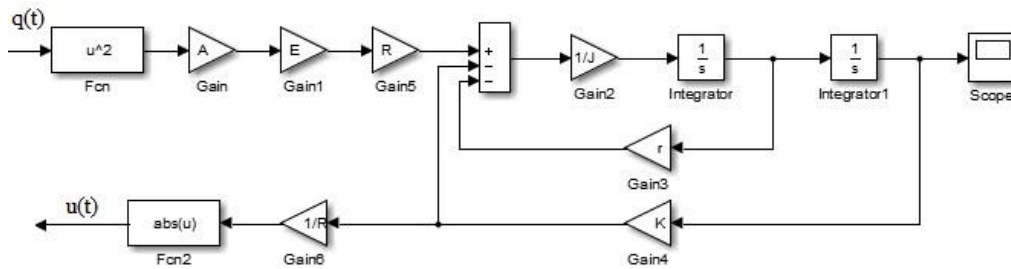 q(t)
u^2
Fcn
A
Gain
E
Gain1
R
Gain5
+
−
−
1/J
Gain2
1
s
Integrator
1
s
Integrator1
Scope
r
Gain3
u(t)
abs(u)
Fcn2
1/R
Gain6
K
Gain4